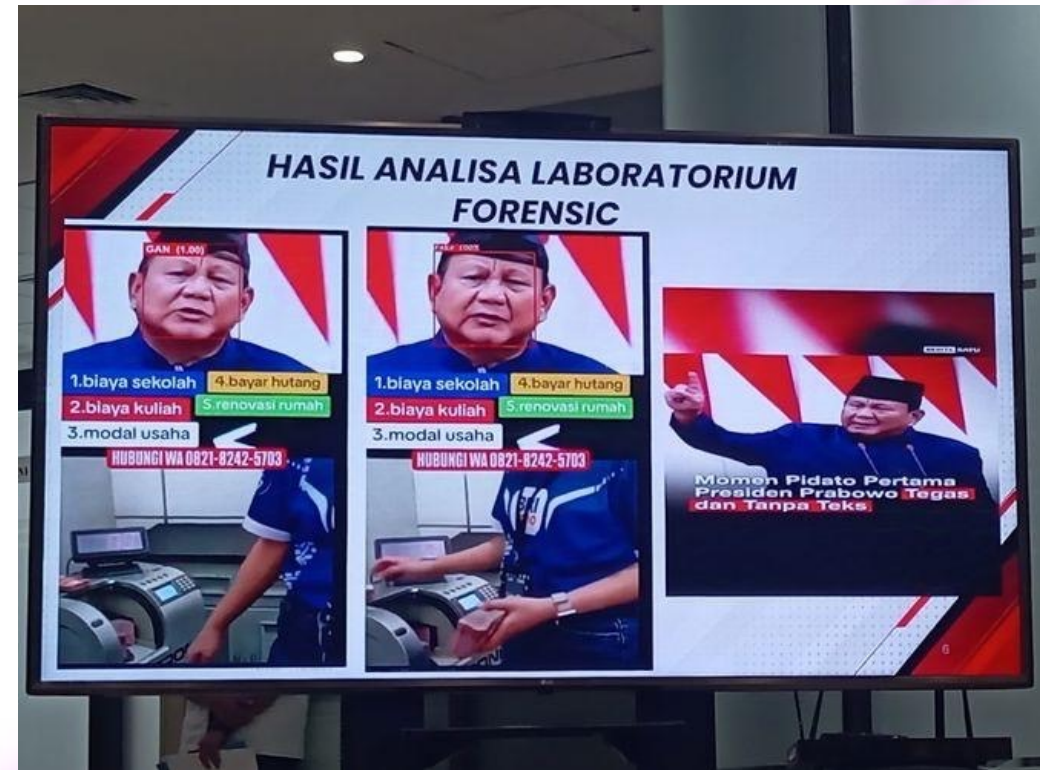 HASIL ANALISA LABORATORIUM
FORENSIC
GAN (1.00)
1.biaya sekolah
4.bayar hutang
2.biaya kuliah
5.renovasi rumah
3.modal usaha
HUBUNGI WA 0821-8242-5703
1.biaya sekolah
4.bayar hutang
2.biaya kuliah
5.renovasi rumah
3.modal usaha
HUBUNGI WA 0821-8242-5703
BERITA SATU
Momen Pidato Pertama
Presiden Prabowo Tegas
dan Tanpa Teks
6